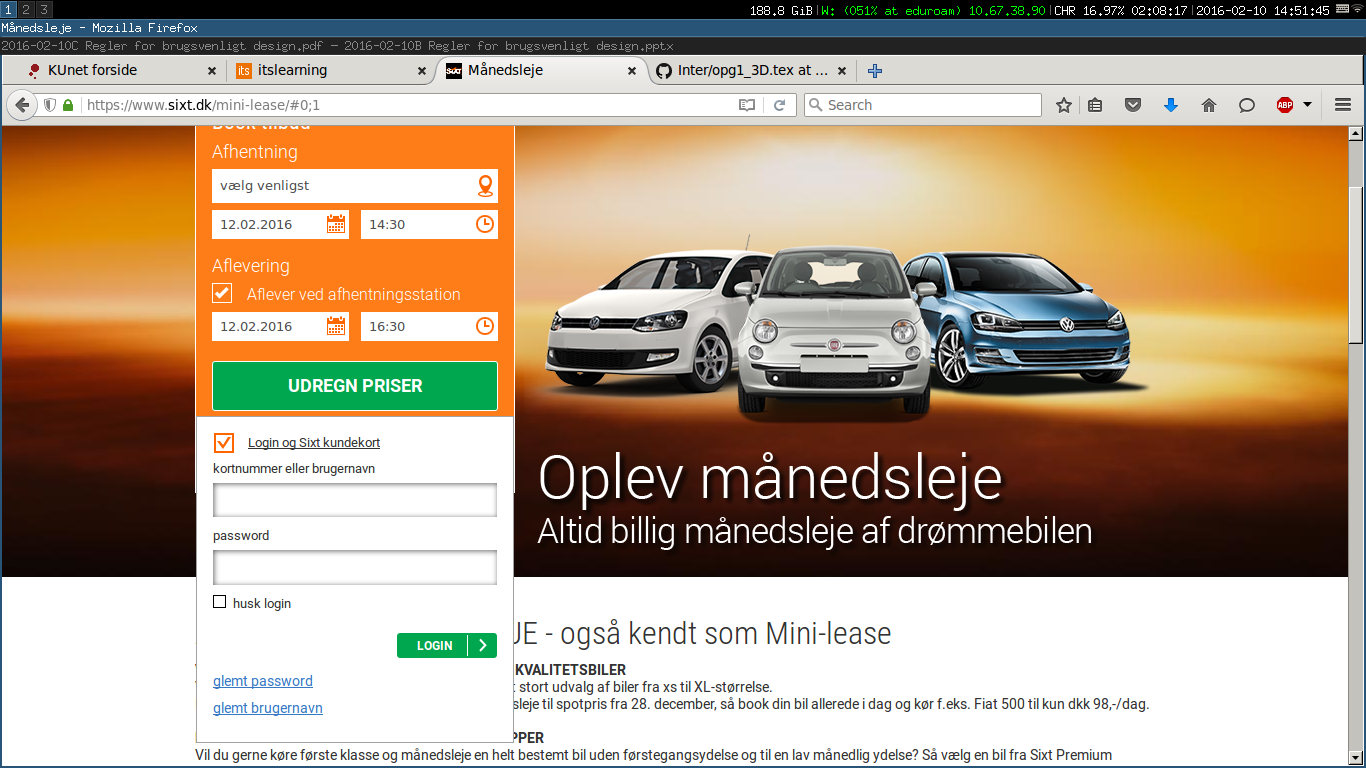 1 2 3 188.8 GiB|W: (051% at eduroam) 10.67.38.90|CHR 16.97% 02:08:17|2016-02-10 14:51:45
Månedsleje - Mozilla Firefox
2016-02-10C Regler for brugsvenligt design.pdf — 2016-02-10B Regler for brugsvenligt design.pptx
KUnet forside
its itslearning
SIXT Månedsleje
Inter/opg1_3D.tex at ...
https://www.sixt.dk/mini-lease/#0;1
Search
ABP
Book tilbud
Afhentning
vælg venligst
12.02.2016 14:30
Aflevering
Aflever ved afhentningsstation
12.02.2016 16:30
UDREGN PRISER
Login og Sixt kundekort
kortnummer eller brugernavn
password
husk login
LOGIN
glemt password
glemt brugernavn
Oplev månedsleje
Altid billig månedsleje af drømmebilen
JE - også kendt som Mini-lease
KVALITETSBILER
t stort udvalg af biler fra xs til XL-størrelse.
sleje til spotpris fra 28. december, så book din bil allerede i dag og kør f.eks. Fiat 500 til kun dkk 98,-/dag.
PPER
Vil du gerne køre første klasse og månedsleje en helt bestemt bil uden førstegangsydelse og til en lav månedlig ydelse? Så vælg en bil fra Sixt Premium